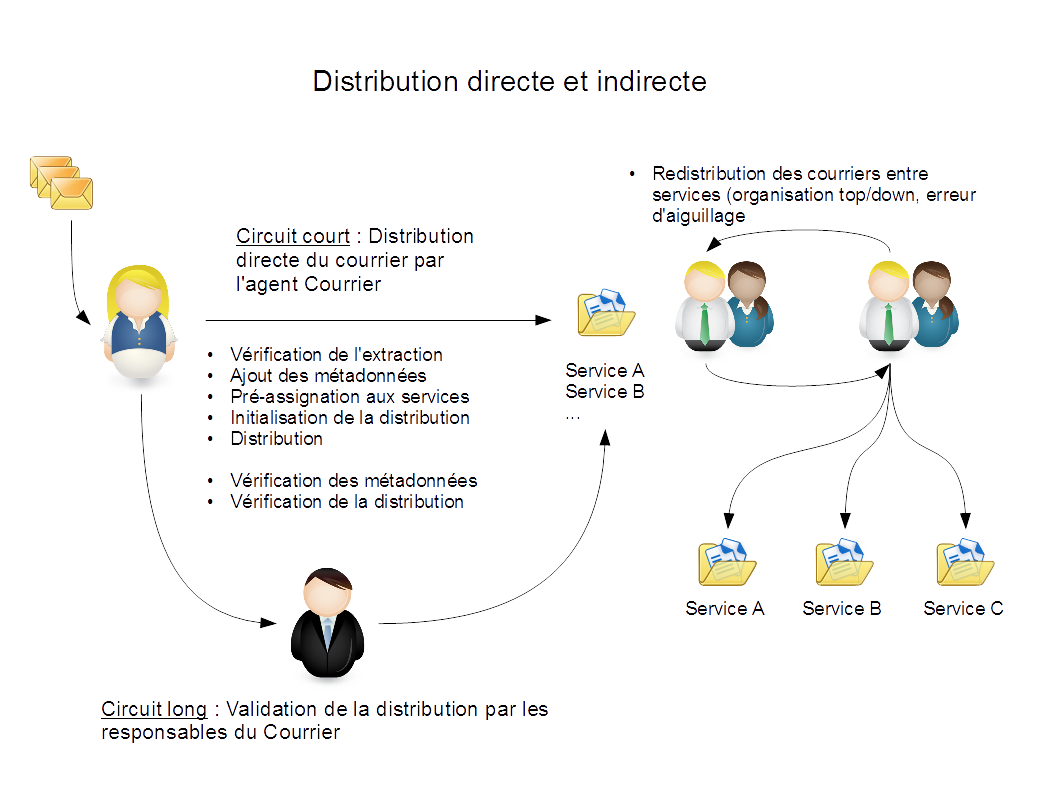 Distribution directe et indirecte
• Redistribution des courriers entre
services (organisation top/down, erreur
d'aiguillage
Circuit court : Distribution
directe du courrier par
l'agent Courrier
• Vérification de l'extraction
• Ajout des métadonnées
• Pré-assignation aux services
• Initialisation de la distribution
• Distribution
• Vérification des métadonnées
• Vérification de la distribution
Service A
Service B
...
Service A
Service B
Service C
Circuit long : Validation de la distribution par les
responsables du Courrier